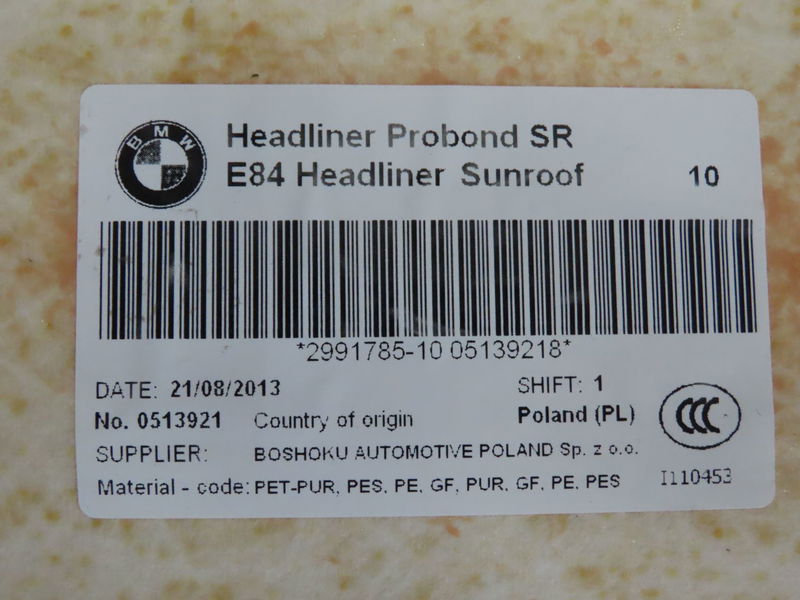 BMW
Headliner Probond SR
E84 Headliner Sunroof 10
*2991785-10 05139218*
DATE: 21/08/2013 SHIFT: 1
No. 0513921 Country of origin Poland (PL)
SUPPLIER: BOSHOKU AUTOMOTIVE POLAND Sp. z o.o.
Material - code: PET-PUR, PES, PE, GF, PUR, GF, PE, PES I110453
CCC